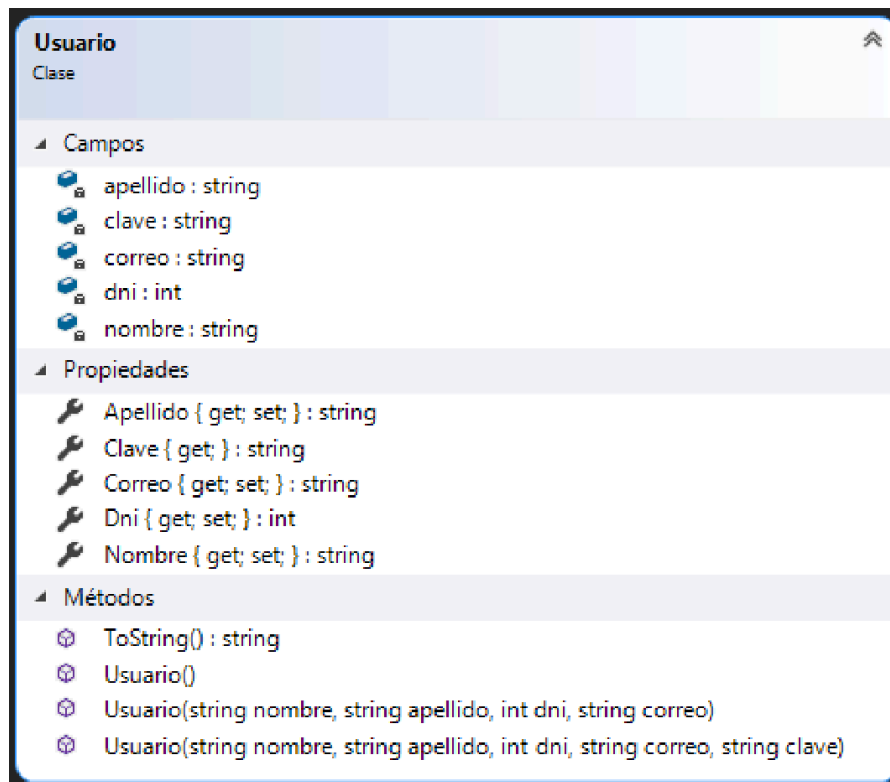 Usuario
Clase
Campos
apellido : string
clave : string
correo : string
dni : int
nombre : string
Propiedades
Apellido { get; set; } : string
Clave { get; } : string
Correo { get; set; } : string
Dni { get; set; } : int
Nombre { get; set; } : string
Métodos
ToString() : string
Usuario()
Usuario(string nombre, string apellido, int dni, string correo)
Usuario(string nombre, string apellido, int dni, string correo, string clave)